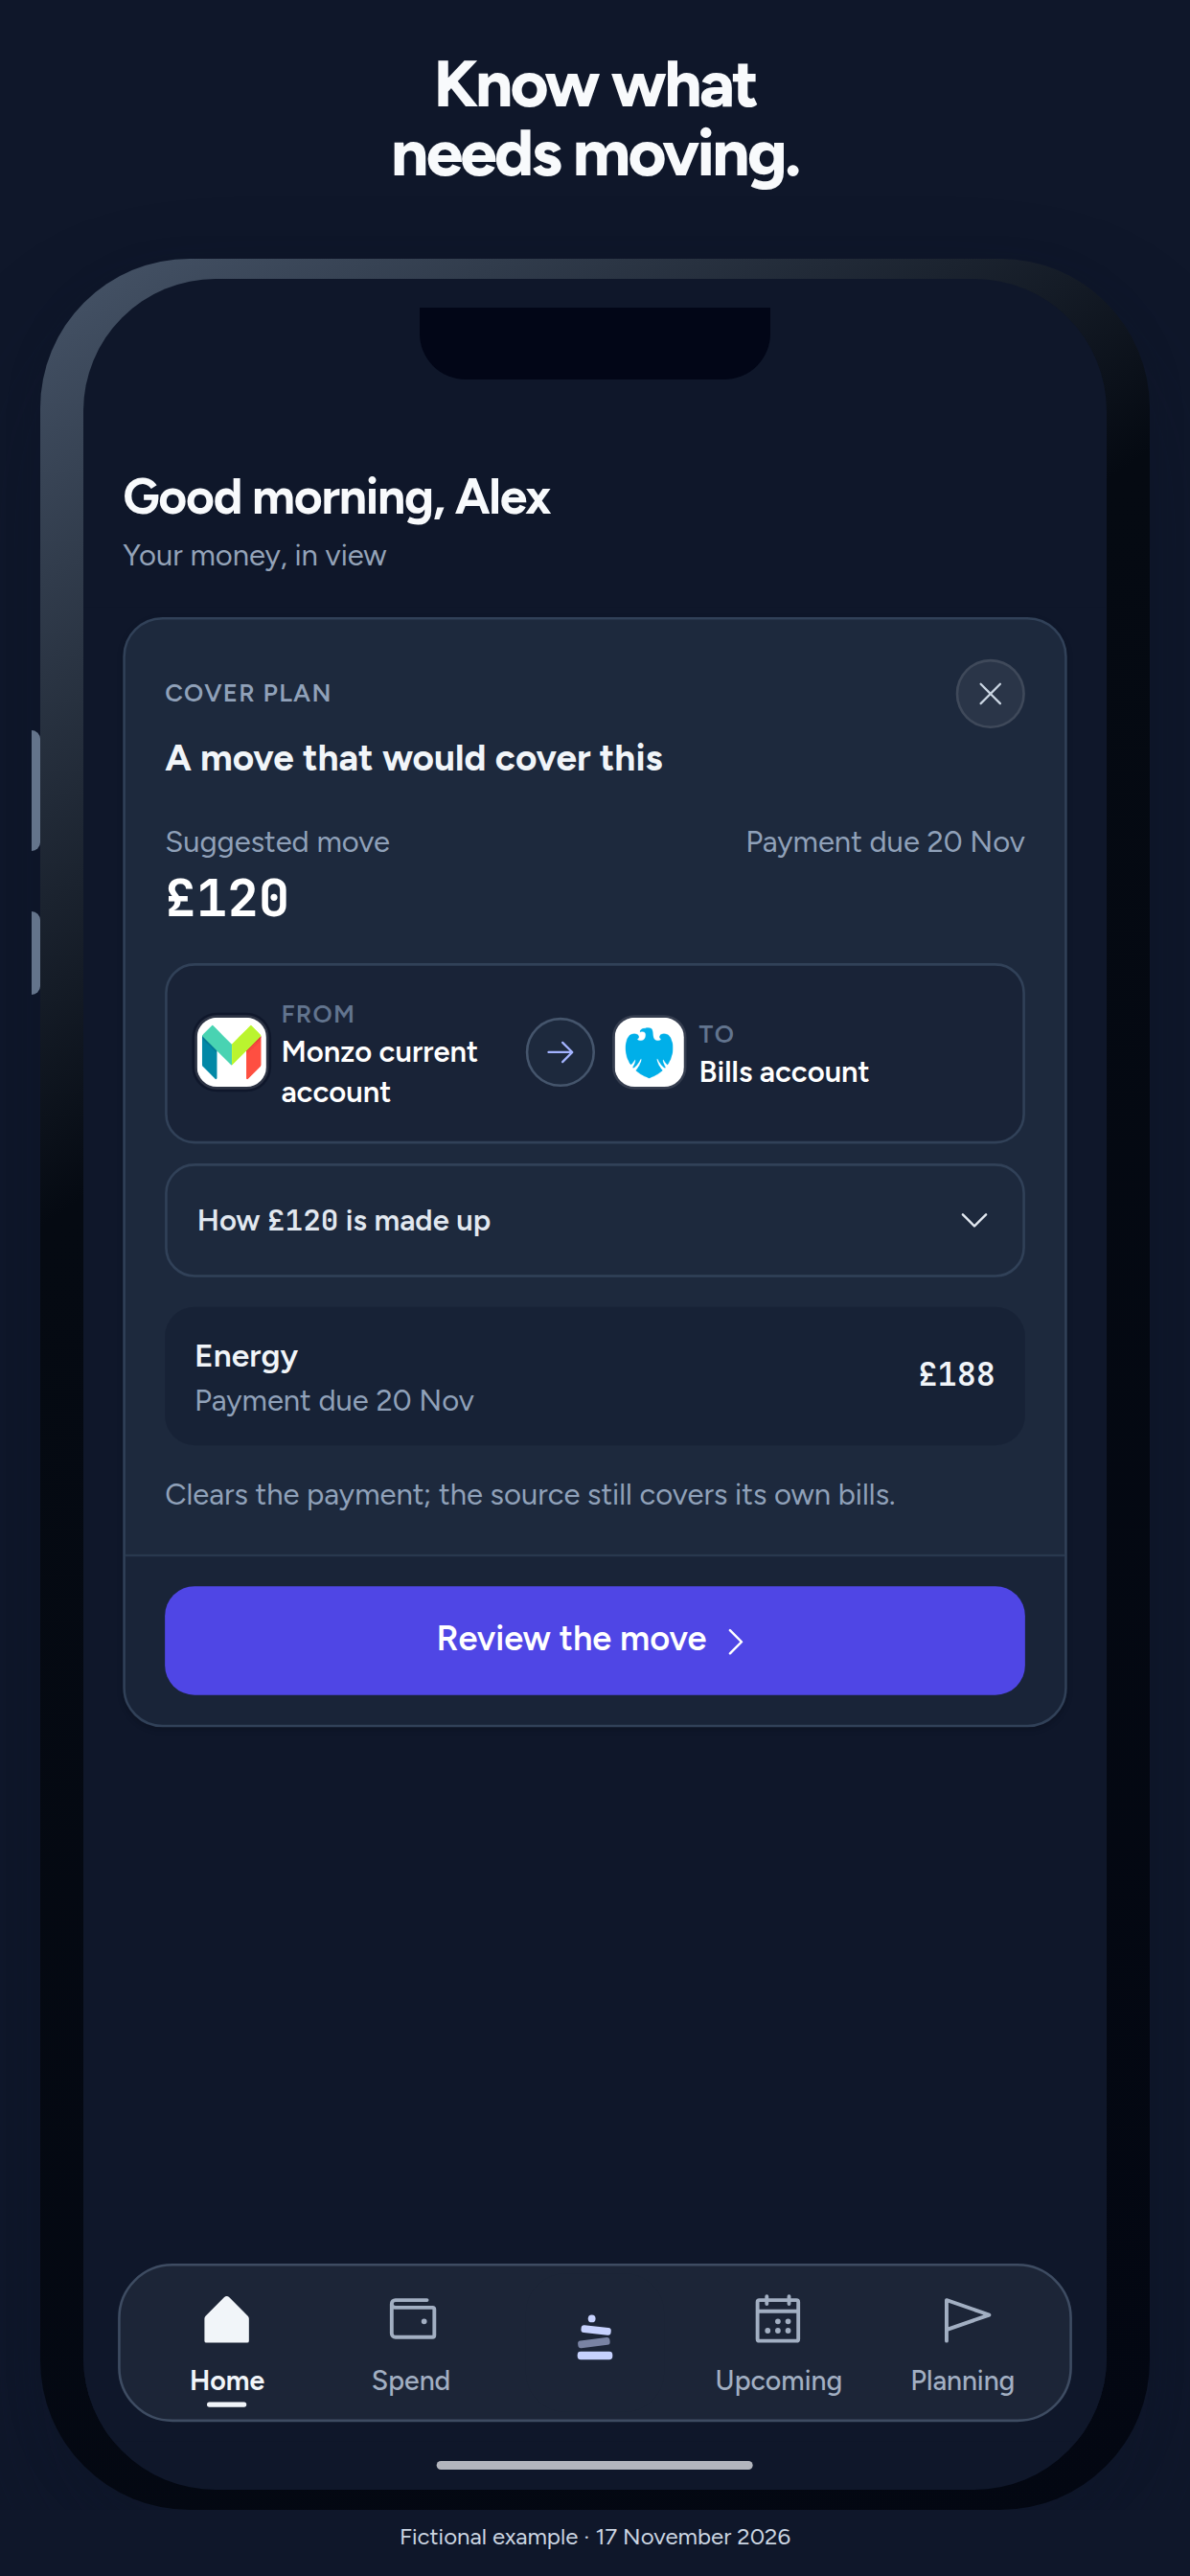 Know what
needs moving.
Good morning, Alex
Your money, in view
COVER PLAN
A move that would cover this
Suggested move
Payment due 20 Nov
£120
FROM
Monzo current
account
TO
Bills account
How £120 is made up
Energy
Payment due 20 Nov
£188
Clears the payment; the source still covers its own bills.
Review the move
Home
Spend
Upcoming
Planning
Fictional example · 17 November 2026